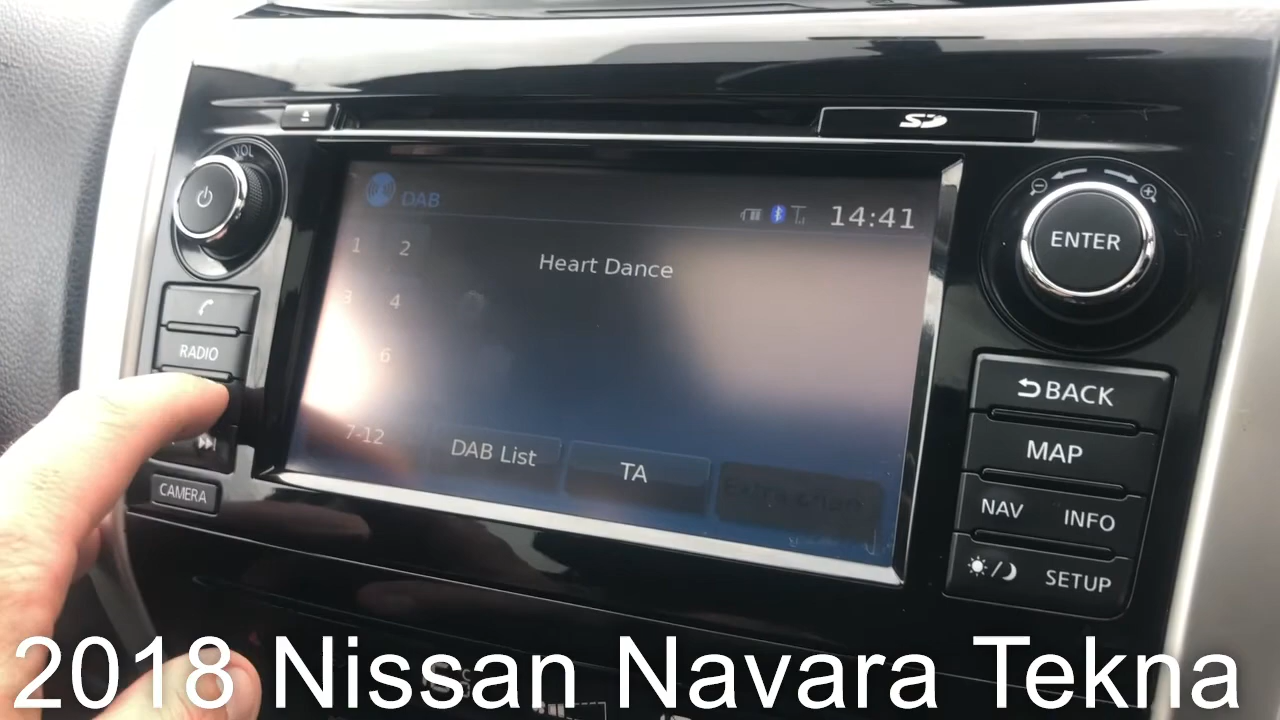 VOL
SD
DAB
14:41
ENTER
1 2
Heart Dance
3 4
6
RADIO
BACK
7-12
DAB List
TA
MAP
CAMERA
NAV INFO
SETUP
2018 Nissan Navara Tekna